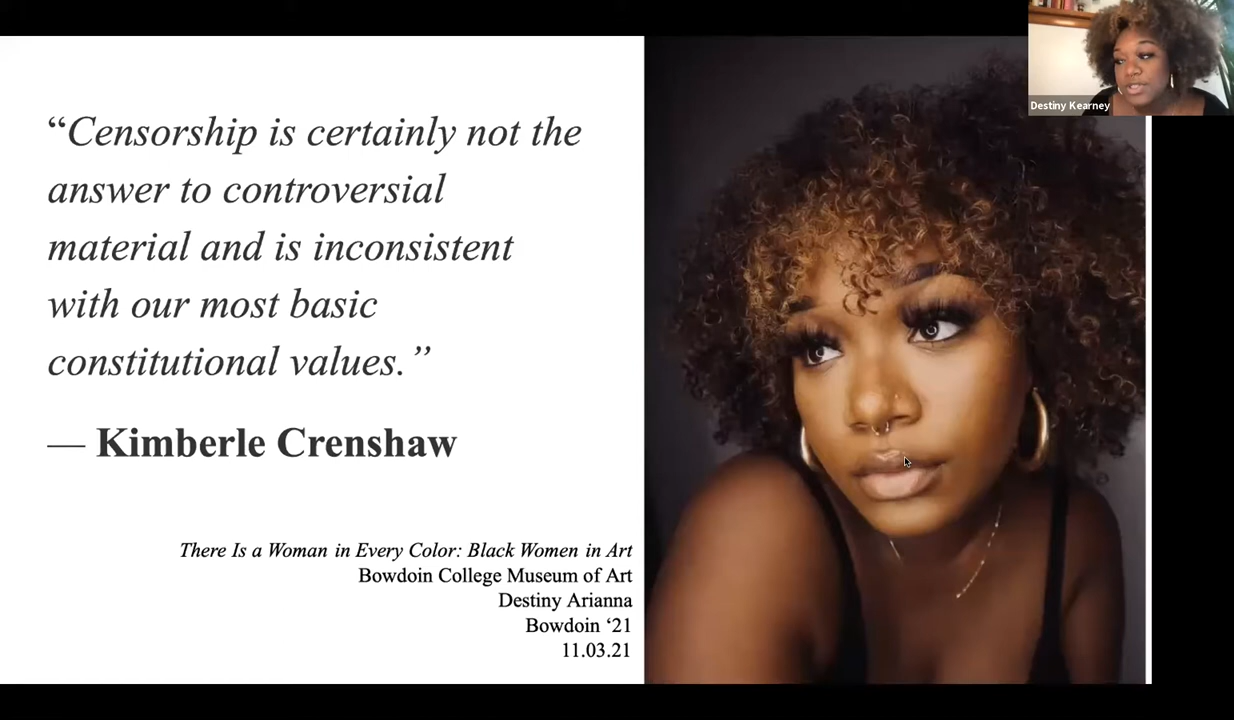 “Censorship is certainly not the
answer to controversial
material and is inconsistent
with our most basic
constitutional values.”
— Kimberle Crenshaw
There Is a Woman in Every Color: Black Women in Art
Bowdoin College Museum of Art
Destiny Arianna
Bowdoin ‘21
11.03.21
Destiny Kearney